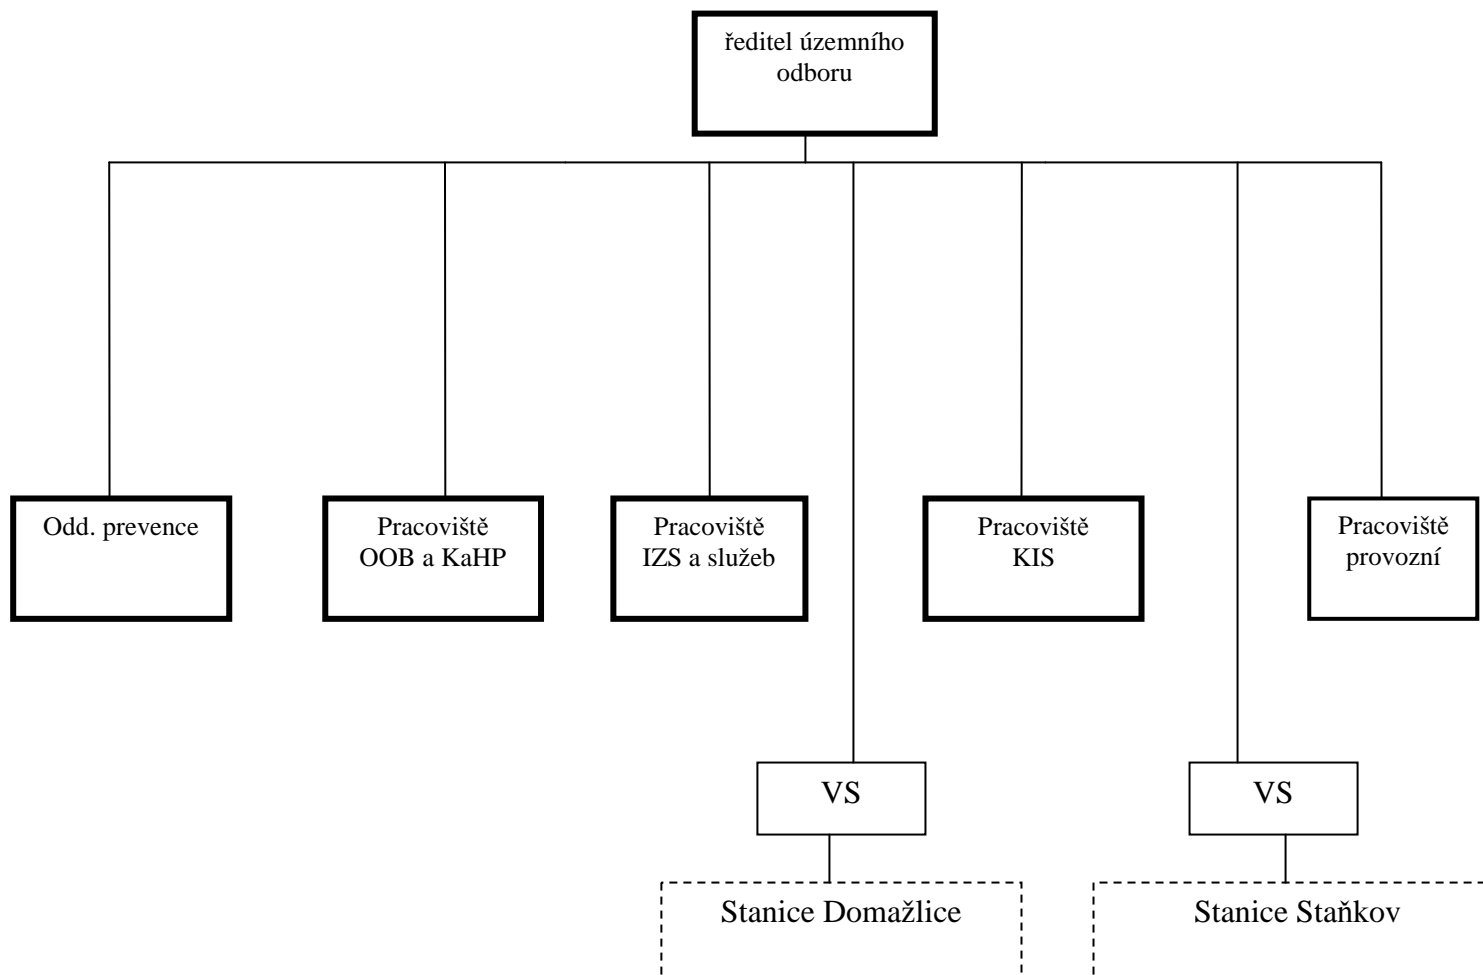 ředitel územního
odboru
Odd. prevence
Pracoviště
OOB a KaHP
Pracoviště
IZS a služeb
Pracoviště
KIS
Pracoviště
provozní
VS
VS
Stanice Domažlice
Stanice Staňkov